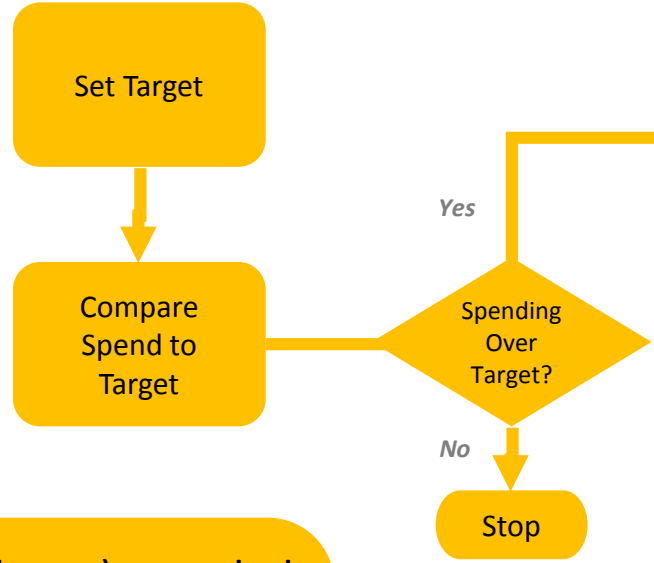 Set Target
Yes
Compare
Spend to
Target
Spending
Over
Target?
No
Stop